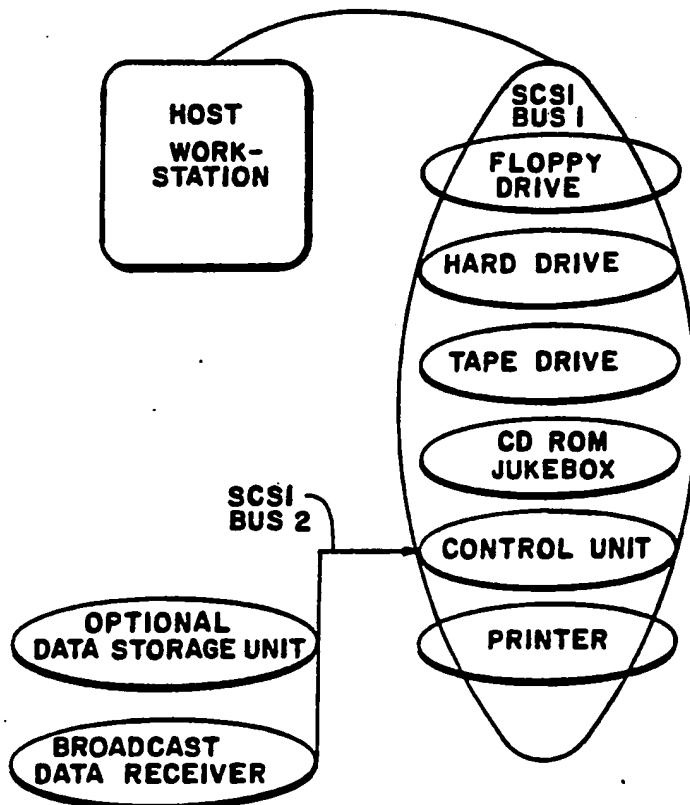 HOST
WORK-
STATION
SCSI
BUS 1
FLOPPY
DRIVE
HARD DRIVE
TAPE DRIVE
CD ROM
JUKEBOX
SCSI
BUS 2
CONTROL UNIT
OPTIONAL
DATA STORAGE UNIT
PRINTER
BROADCAST
DATA RECEIVER